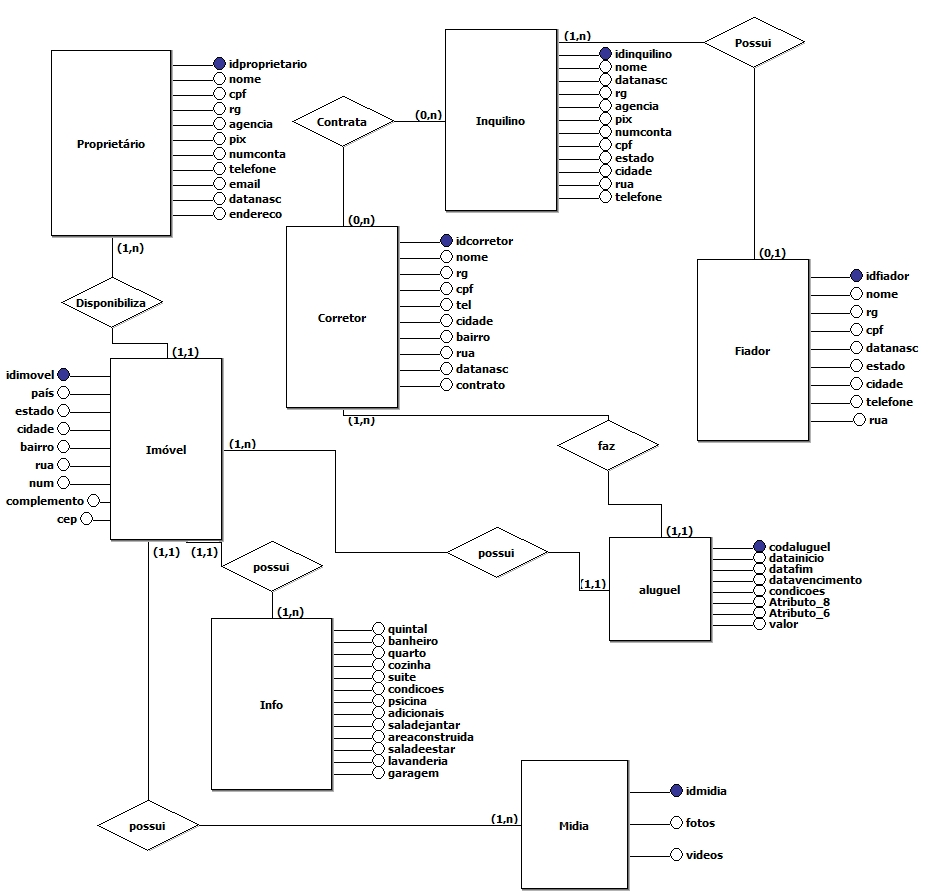 Proprietário
idproprietario
nome
cpf
rg
agencia
pix
numconta
telefone
email
datanasc
endereco
(1,n)
Disponibiliza
(1,1)
Contrata
(0,n)
(0,n)
Inquilino
(1,n)
idinquilino
nome
datanasc
rg
agencia
pix
numconta
cpf
estado
cidade
rua
telefone
Possui
(0,1)
Corretor
idcorretor
nome
rg
cpf
tel
cidade
bairro
rua
datanasc
contrato
(1,n)
faz
(1,1)
Fiador
idfiador
nome
rg
cpf
datanasc
estado
cidade
telefone
rua
Imóvel
idimovel
país
estado
cidade
bairro
rua
num
complemento
cep
(1,n)
possui
(1,1)
aluguel
codaluguel
datainicio
datafim
datavencimento
condicoes
Atributo_8
Atributo_6
valor
(1,1)
(1,1)
possui
(1,n)
Info
quintal
banheiro
quarto
cozinha
suite
condicoes
psicina
adicionais
saladejantar
areaconstruida
saladeestar
lavanderia
garagem
possui
(1,n)
Midia
idmidia
fotos
videos